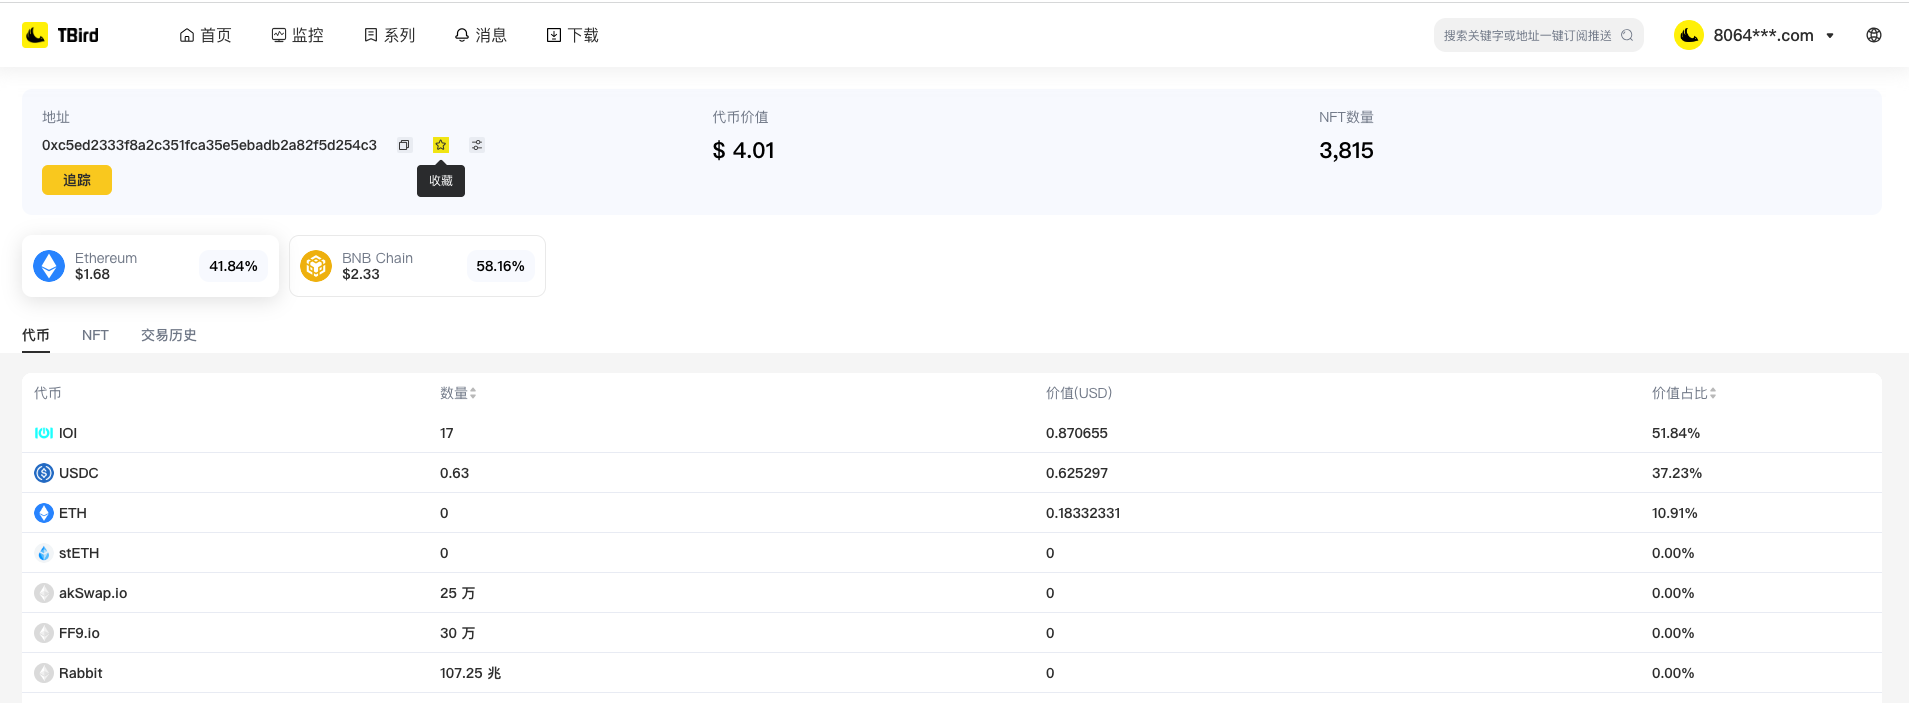 TBird 首页 监控 系列 消息 下载 搜索关键字或地址一键订阅推送 8064***.com
地址 代币价值 NFT数量
0xc5ed2333f8a2c351fca35e5ebadb2a82f5d254c3 $ 4.01 3,815
追踪 收藏
Ethereum BNB Chain
$1.68 41.84% $2.33 58.16%
代币 NFT 交易历史
代币 数量 价值(USD) 价值占比
IOI 17 0.870655 51.84%
USDC 0.63 0.625297 37.23%
ETH 0 0.18332331 10.91%
stETH 0 0 0.00%
akSwap.io 25 万 0 0.00%
FF9.io 30 万 0 0.00%
Rabbit 107.25 兆 0 0.00%